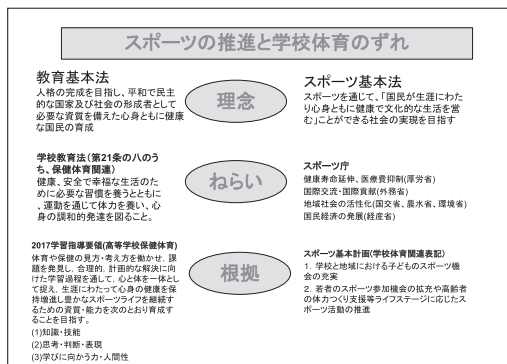 スポーツの推進と学校体育のずれ
教育基本法
人格の完成を目指し、平和で民主
的な国家及び社会の形成者として
必要な資質を備えた心身ともに健康
な国民の育成
理念
スポーツ基本法
スポーツを通じて、「国民が生涯にわた
り心身ともに健康で文化的な生活を営
む」ことができる社会の実現を目指す
学校教育法(第21条の八のう
ち、保健体育関連)
健康、安全で幸福な生活のた
めに必要な習慣を養うとともに
、運動を通じて体力を養い、心
身の調和的発達を図ること。
ねらい
スポーツ庁
健康寿命延伸、医療費抑制(厚労省)
国際交流・国際貢献(外務省)
地域社会の活性化(国交省、農水省、環境省)
国民経済の発展(経産省)
2017学習指導要領(高等学校保健体育)
体育や保健の見方・考え方を働かせ、課
題を発見し、合理的、計画的な解決に向
けた学習過程を通して、心と体を一体とし
て捉え、生涯にわたって心身の健康を保
持増進し豊かなスポーツライフを継続す
るための資質・能力を次のとおり育成す
ることを目指す。
(1)知識・技能
(2)思考・判断・表現
(3)学びに向かう力・人間性
根拠
スポーツ基本計画(学校体育関連表記)
1. 学校と地域における子どものスポーツ機
会の充実
2. 若者のスポーツ参加機会の拡充や高齢者
の体力つくり支援等ライフステージに応じたス
ポーツ活動の推進